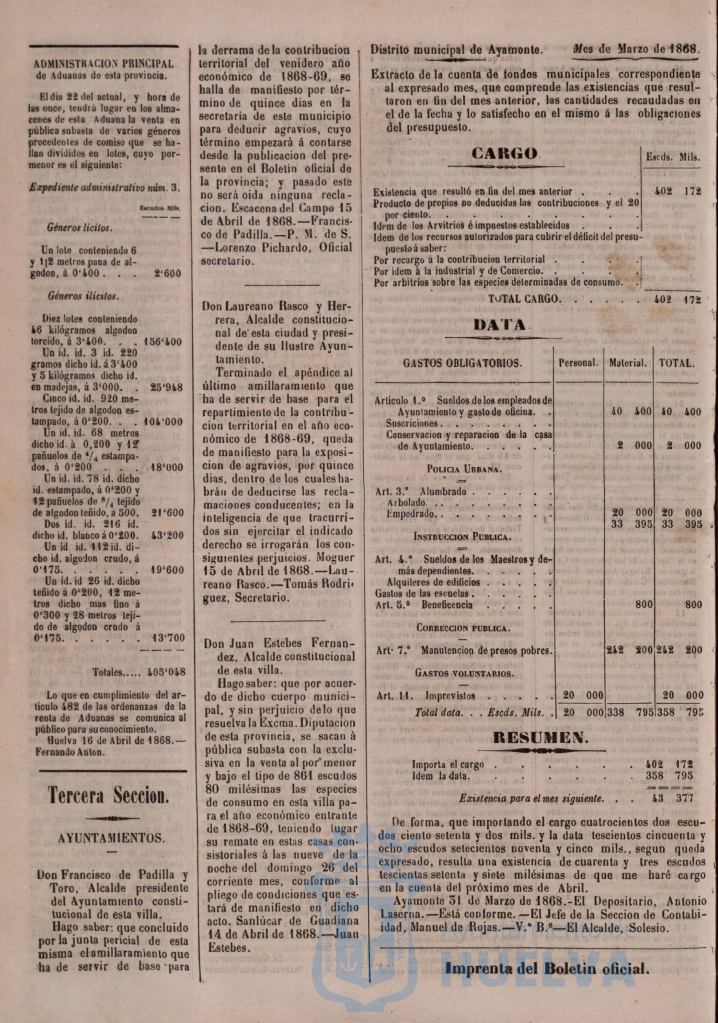 ADMINISTRACION PRINCIPAL
de Aduanas de esta provincia.
El dia 22 del actual, y hora de
las once, tendrá lugar en los alma-
cenes de esta Aduana la venta en
pública subasta de varios géneros
procedentes de comiso que se ha-
llan divididos en lotes, cuyo por-
menor es el siguiente:
Expediente administrativo núm. 3.
Escudos Mils.
Géneros lícitos.
Un lote conteniendo 6
y 1|2 metros pana de al-
godon, á 0'400 . . . 2'600
Géneros ilícitos.
Diez lotes conteniendo
46 kilógramos algodon
torcido, á 3'400. . . 156'400
Un id. id. 3 id. 220
gramos dicho id. á 3'400
y 5 kilógramos dicho id.
en madejas, á 3'000. . 25'948
Cinco id. id. 920 me-
tros tejido de algodon es-
tampado, á 0'200. . . 104'000
Un id. id. 68 metros
dicho id. á 0,200 y 12
pañuelos de 4/4 estampa-
dos, á 0'200 . . . 18'000
Un id. id. 78 id. dicho
id. estampado, á 0'200 y
12 pañuelos de 8/4 tejido
de algodon teñido, a 500. 21'600
Dos id. id. 216 id.
dicho id. blanco á 0'200. 43'200
Un id id. 112 id. di-
cho id. algodon crudo, á
0'175. . . . . 19'600
Un id. id 26 id. dicho
teñido á 0'200, 12 me-
tros dicho mas fino á
0'300 y 28 metros teji-
do de algodon crudo á
0'175. . . . . . 13'700
Totales..... 405'048
Lo que en cumplimiento del ar-
ticulo 482 de las ordenanzas de la
renta de Aduanas se comunica al
público para su conocimiento.
Huelva 16 de Abril de 1868.—
Fernando Anton.
Tercera Seccion.
AYUNTAMIENTOS.
Don Francisco de Padilla y
Toro, Alcalde presidente
del Ayuntamiento consti-
tucional de esta villa.
Hago saber: que concluido
por la junta pericial de esta
misma el amillaramiento que
ha de servir de base para
la derrama de la contribucion
territorial del venidero año
económico de 1868-69, se
halla de manifiesto por tér-
mino de quince dias en la
secretaria de este municipio
para deducir agravios, cuyo
término empezará á contarse
desde la publicacion del pre-
sente en el Boletin oficial de
la provincia; y pasado este
no será oida ninguna recla-
cion. Escacena del Campo 15
de Abril de 1868.—Francis-
co de Padilla.—P. M. de S.
—Lorenzo Pichardo, Oficial
secretario.
Don Laureano Rasco y Her-
rera, Alcalde constitucio-
nal de esta ciudad y presi-
dente de su Ilustre Ayun-
tamiento.
Terminado el apéndice al
último amillaramiento que
ha de servir de base para el
repartimiento de la contribu-
cion territorial en el año eco-
nómico de 1868-69, queda
de manifiesto para la exposi-
cion de agravios, por quince
dias, dentro de los cuales ha-
brán de deducirse las recla-
maciones conducentes; en la
inteligencia de que tracurri-
dos sin ejercitar el indicado
derecho se irrogarán los con-
siguientes perjuicios. Moguer
15 de Abril de 1868.—Lau-
reano Rasco.—Tomás Rodri-
guez, Secretario.
Don Juan Estebes Fernan-
dez, Alcalde constitucional
de esta villa.
Hago saber: que por acuer-
do de dicho cuerpo munici-
pal, y sin perjuicio de lo que
resuelva la Excma. Diputacion
de esta provincia, se sacan á
pública subasta con la exclu-
siva en la venta al por menor
y bajo el tipo de 861 escudos
80 milésimas las especies
de consumo en esta villa pa-
ra el año económico entrante
de 1868-69, teniendo lugar
su remate en estas casas con-
sistoriales á las nueve de la
noche del domingo 26 del
corriente mes, conforme al
pliego de condiciones que es-
tará de manifiesto en dicho
acto. Sanlúcar de Guadiana
14 de Abril de 1868.—Juan
Estebes.
Distrito municipal de Ayamonte. Mes de Marzo de 1868.
Extracto de la cuenta de fondos municipales correspondiente
al expresado mes, que comprende las existencias que resul-
taron en fin del mes anterior, las cantidades recaudadas en
el de la fecha y lo satisfecho en el mismo á las obligaciones
del presupuesto.
CARGO Escds. Mils.
Existencia que resultó en fin del mes anterior . . . 402 172
Producto de propios no deducidas las contribuciones y el 20
por ciento. . . . . . .
Idem de los Arvitrios é impuestos establecidos . .
Idem de los recursos autorizados para cubrir el déficit del presu-
puesto á saber:
Por recargo á la contribucion territorial . . . .
Por idem á la industrial y de Comercio. . . . .
Por arbitrios sobre las especies determinadas de consumo. .
TOTAL CARGO. . . . . . 402 172
DATA
GASTOS OBLIGATORIOS. Personal. Material. TOTAL.
Articulo 1.º Sueldos de los empleados de
Ayuntamiento y gasto de oficina. . 40 400 40 400
Suscriciones. . . . . . .
Conservacion y reparacion de la casa
de Ayuntamiento. . . . . . 2 000 2 000
POLICIA URBANA.
Art. 3.º Alumbrado . . . . .
Arbolado. . . . . . .
Empedrado. . . . . . . 20 000 20 000
33 395 33 395
INSTRUCCION PUBLICA.
Art. 4.º Sueldos de los Maestros y de-
más dependientes. . . . . .
Alquileres de edificios . . . .
Gastos de las escuelas. . . . .
Art. 5.º Beneficencia . . . . . 800 800
CORRECCION PUBLICA.
Art· 7.º Manutencion de presos pobres. 242 200 242 200
GASTOS VOLUNTARIOS.
Art. 11. Imprevistos . . . . . 20 000 20 000
Total data. . . Escds. Mils. . 20 000 338 795 358 795
RESUMEN.
Importa el cargo . . . . . . 402 172
Idem la data. . . . . . . 358 795
Existencia para el mes siguiente. . . 43 377
De forma, que importando el cargo cuatrocientos dos escu-
dos ciento setenta y dos mils. y la data tescientos cincuenta y
ocho escudos setecientos noventa y cinco mils., segun queda
expresado, resulta una existencia de cuarenta y tres escudos
tescientas setenta y siete milésimas de que me haré cargo
en la cuenta del próximo mes de Abril.
Ayamonte 31 de Marzo de 1868.-El Depositario, Antonio
Laserna.—Está conforme.—El Jefe de la Seccion de Contabi-
idad, Manuel de Rojas.—V.º B.º—El Alcalde, Solesio.
Imprenta del Boletin oficial.
HUELVA